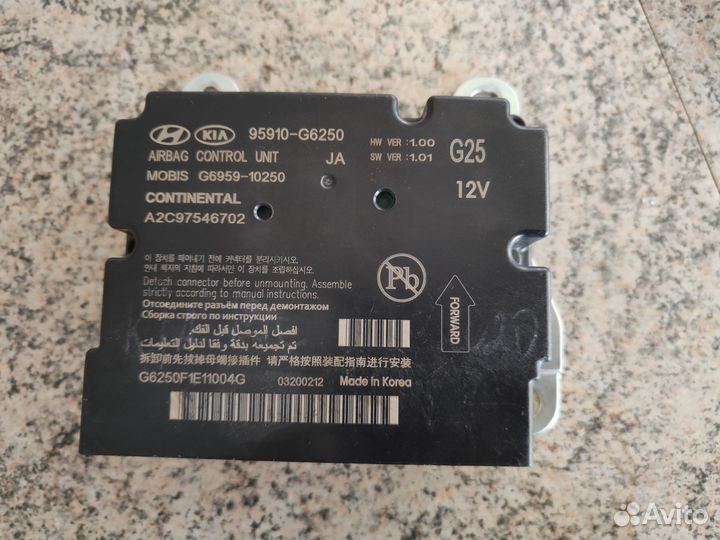 KIA 95910-G6250
HW VER : 1.00
AIRBAG CONTROL UNIT JA
SW VER : 1.01
G25
MOBIS G6959-10250
12V
CONTINENTAL
A2C97546702
이 장치를 떼어내기 전에 커넥터를 분리시키시오.
안내 책자의 지침에 따라서만 이 장치를 조립하십시오.
Detach connector before unmounting. Assemble
strictly according to manual instructions.
Отсоедините разъём перед демонтажом
Сборка строго по инструкции
افصل الموصل قبل الفك.
تم تجميعه بدقة وفقا لدليل التعليمات
拆卸前先拔掉母端接插件 请严格按照装配指南进行安装
Pb
FORWARD
G6250F1E11004G 03200212 Made in Korea
Avito